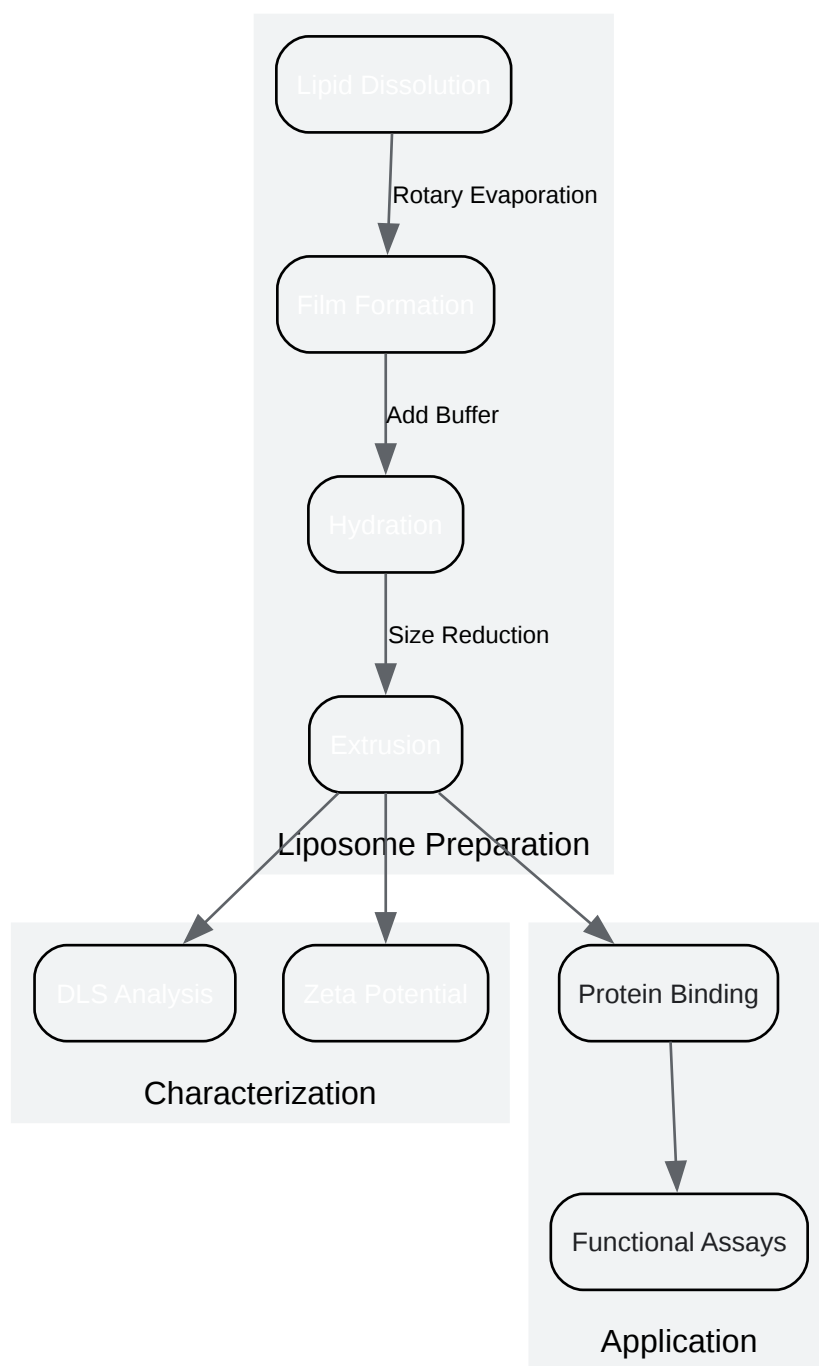 Lipid Dissolution
Rotary Evaporation
Film Formation
Add Buffer
Hydration
Size Reduction
Extrusion
Liposome Preparation
DLS Analysis
Zeta Potential
Protein Binding
Characterization
Functional Assays
Application